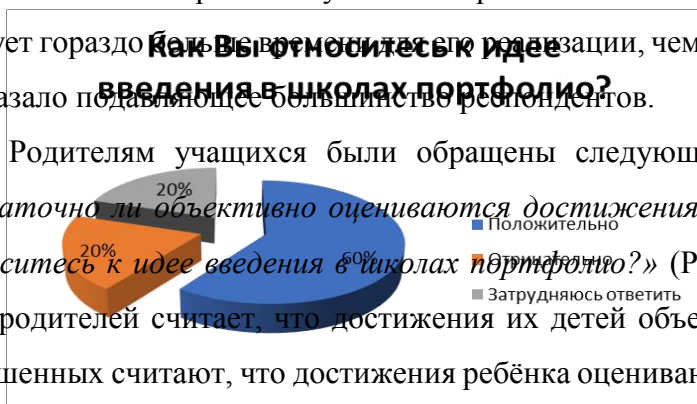 ует гораздо больше времени для его реализации, чем
Как Вы относитесь к идее
введения в школах портфолио?
азало подавляющее большинство респондентов.
Родителям учащихся были обращены следующ
аточно ли объективно оцениваются достижения
ситесь к идее введения в школах портфолио?» (Р
родителей считает, что достижения их детей объе
шенных считают, что достижения ребёнка оцениван
20%
20%
60%
Положительно
Отрицательно
Затрудняюсь ответить